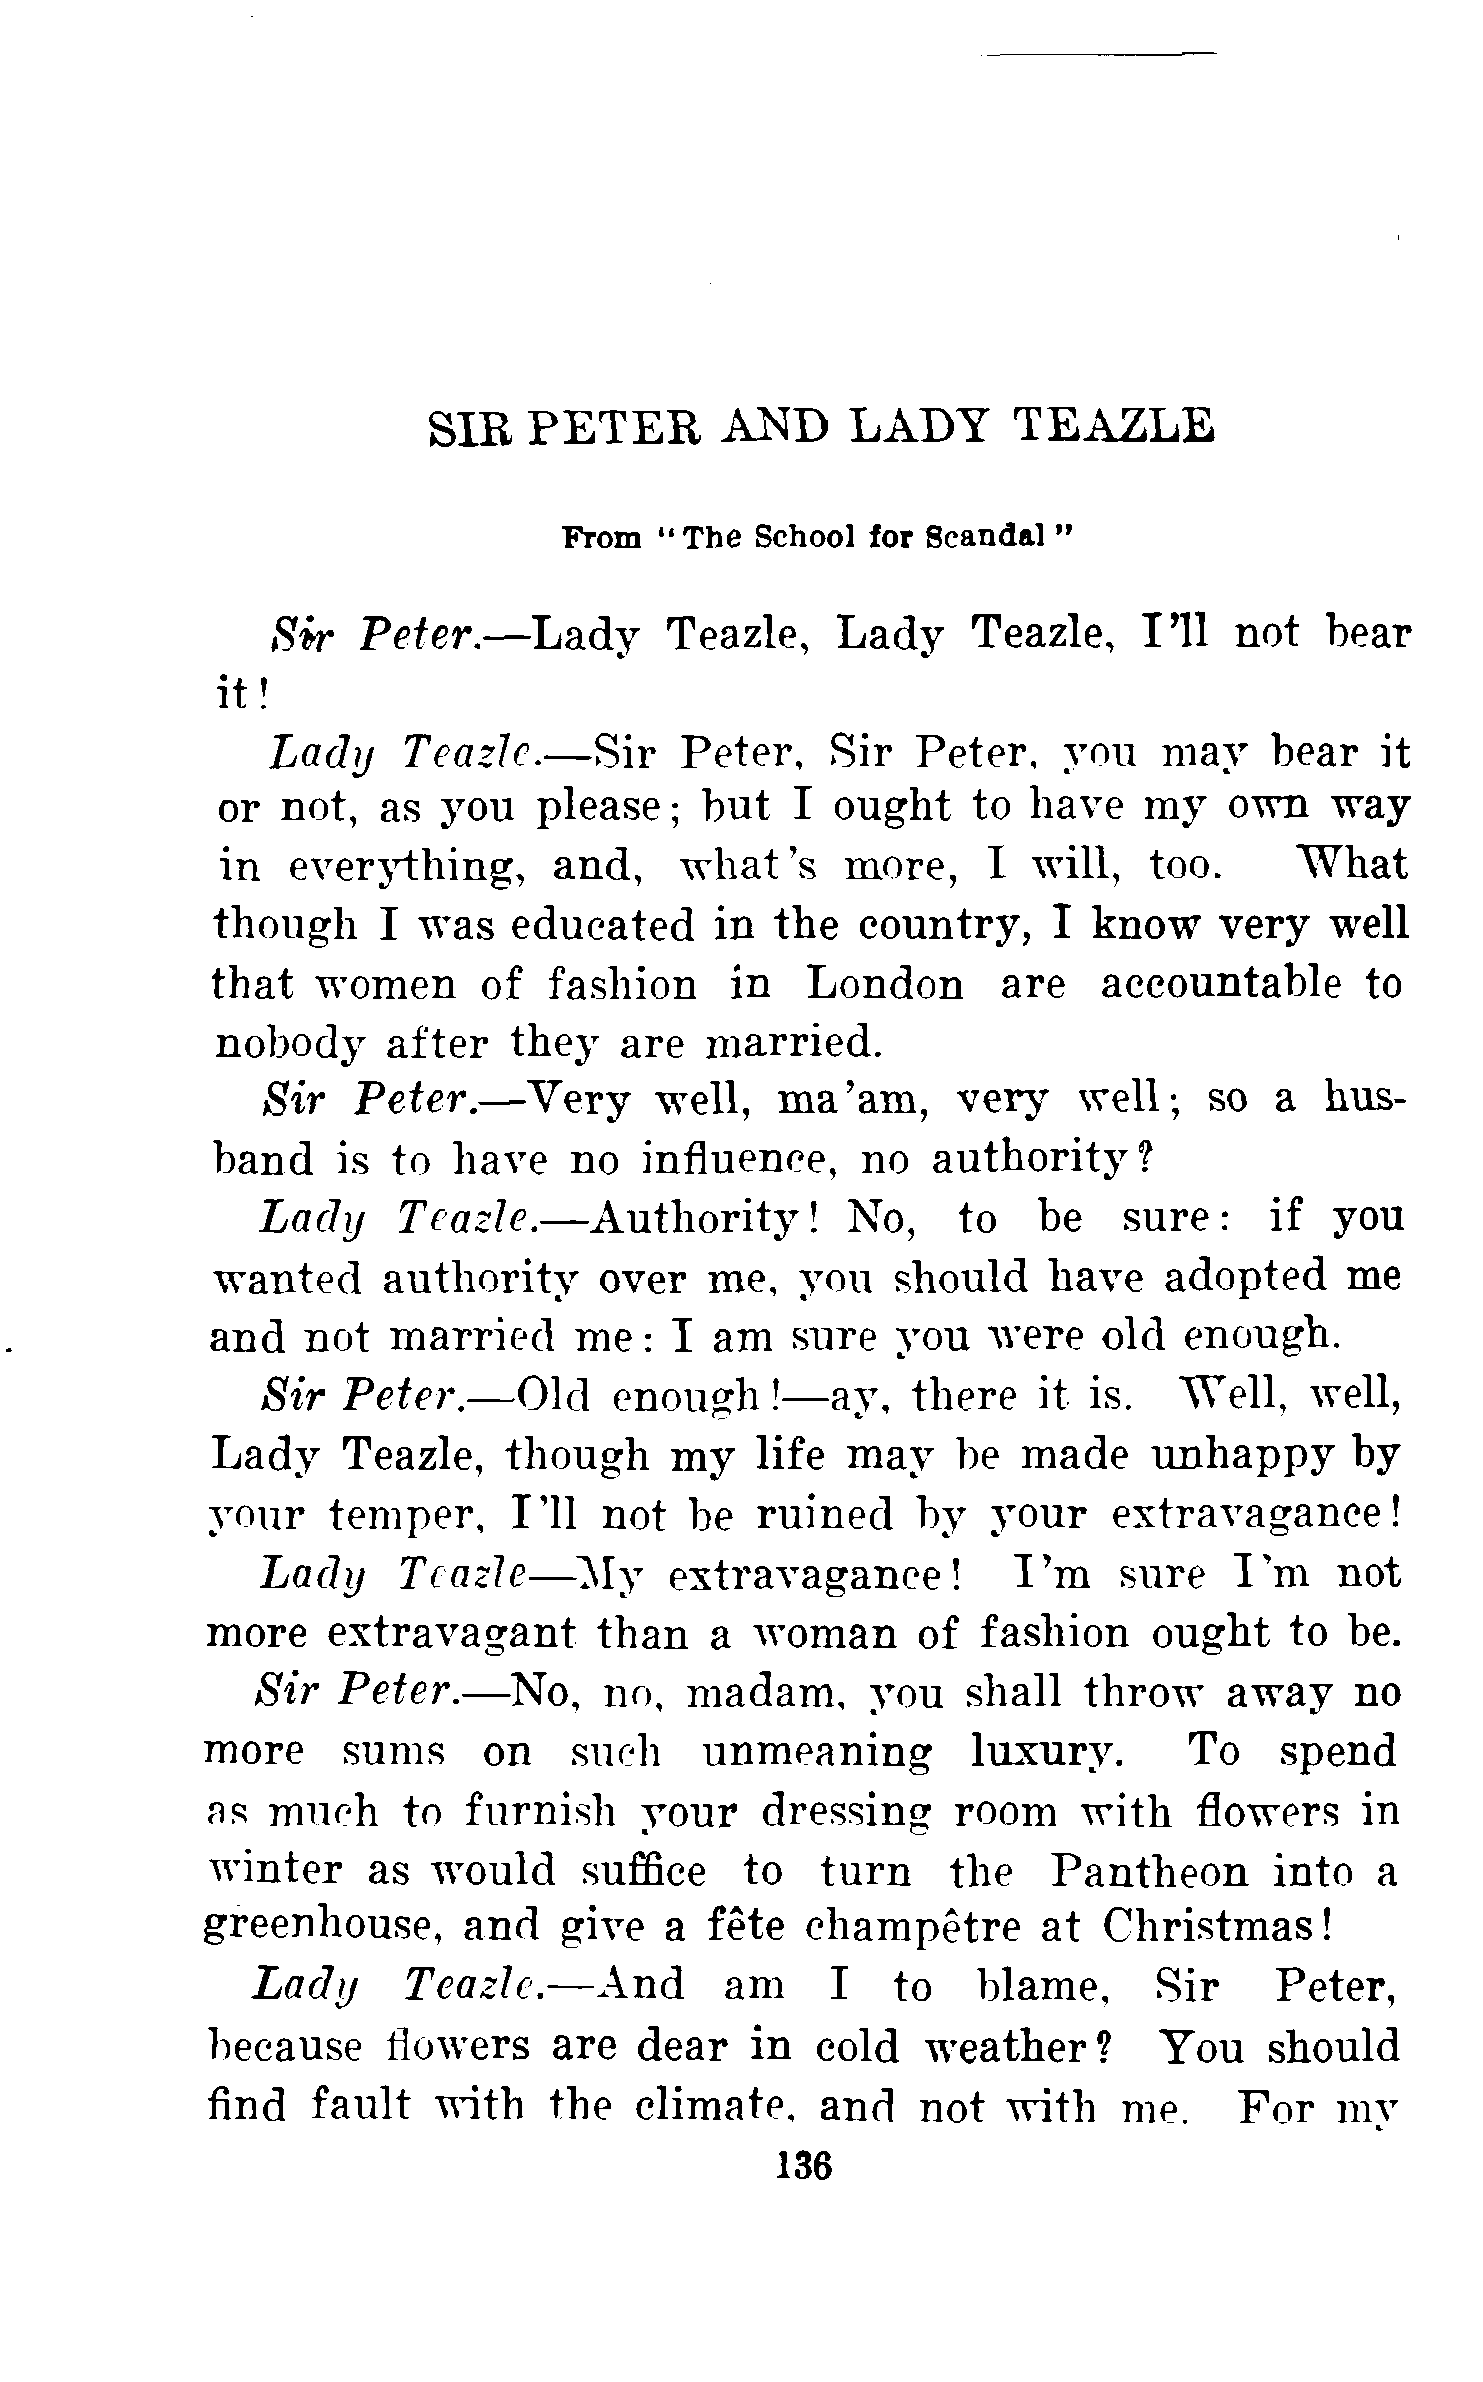 SIR PETER AND LADY TEAZLE
From "The School for Scandal"
Sir Peter.—Lady Teazle, Lady Teazle, I'll not bear
it!
Lady Teazle.—Sir Peter, Sir Peter, you may bear it
or not, as you please; but I ought to have my own way
in everything, and, what's more, I will, too. What
though I was educated in the country, I know very well
that women of fashion in London are accountable to
nobody after they are married.
Sir Peter.—Very well, ma'am, very well; so a hus-
band is to have no influence, no authority?
Lady Teazle.—Authority! No, to be sure: if you
wanted authority over me, you should have adopted me
and not married me: I am sure you were old enough.
Sir Peter.—Old enough!—ay, there it is. Well, well,
Lady Teazle, though my life may be made unhappy by
your temper, I'll not be ruined by your extravagance!
Lady Teazle—My extravagance! I'm sure I'm not
more extravagant than a woman of fashion ought to be.
Sir Peter.—No, no, madam, you shall throw away no
more sums on such unmeaning luxury. To spend
as much to furnish your dressing room with flowers in
winter as would suffice to turn the Pantheon into a
greenhouse, and give a fête champêtre at Christmas!
Lady Teazle.—And am I to blame, Sir Peter,
because flowers are dear in cold weather? You should
find fault with the climate, and not with me. For my
136